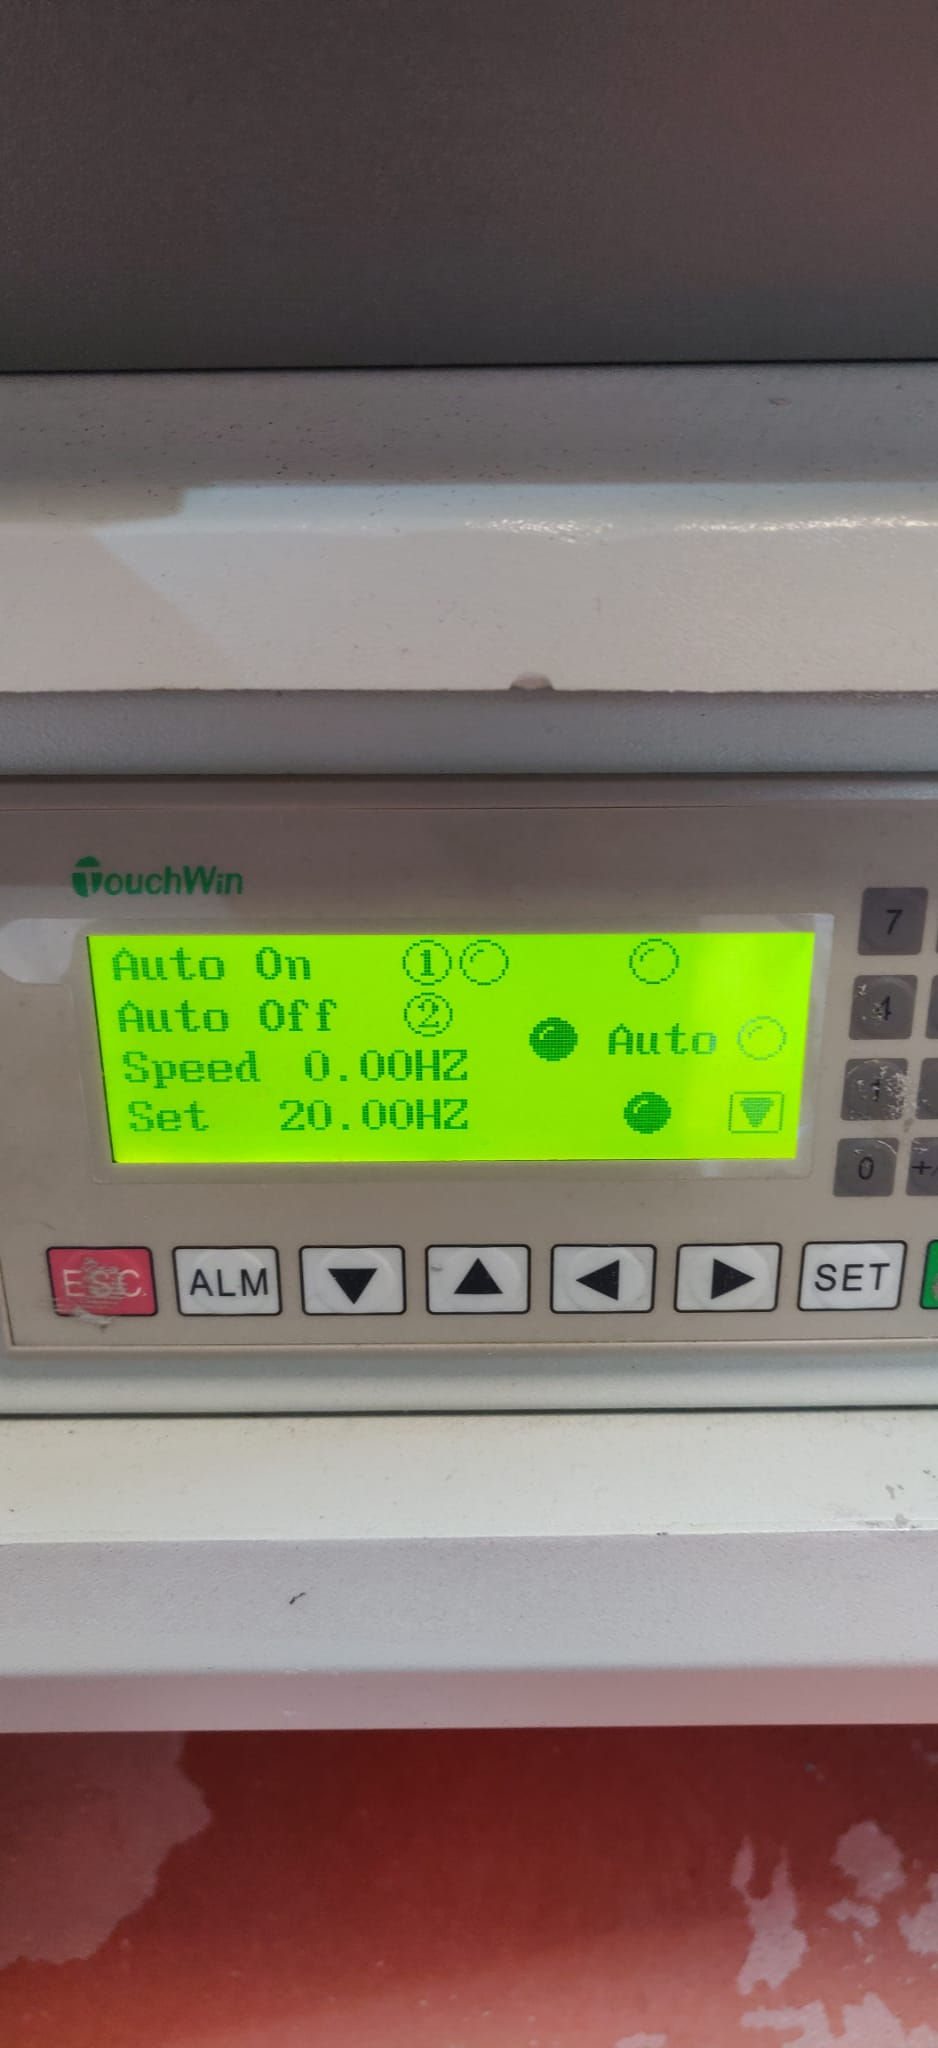 TouchWin
Auto On ①
Auto Off ②
Auto
Speed 0.00HZ
Set 20.00HZ
7
4
0 +/
ESC ALM SET